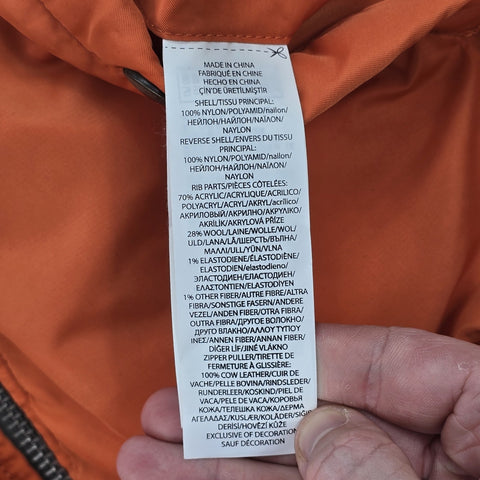 MADE IN CHINA
FABRIQUÉ EN CHINE
HECHO EN CHINA
ÇİN'DE ÜRETİLMİŞTİR
SHELL/TISSU PRINCIPAL:
100% NYLON/POLYAMID/nailon/
НЕЙЛОН/НАЙЛОН/ΝΑΪΛΟΝ/
NAYLON
REVERSE SHELL/ENVERS DU TISSU
PRINCIPAL:
100% NYLON/POLYAMID/nailon/
НЕЙЛОН/НАЙЛОН/ΝΑΪΛΟΝ/
NAYLON
RIB PARTS/PIÈCES CÔTELÉES:
70% ACRYLIC/ACRYLIQUE/ACRÍLICO/
POLYACRYL/ACRYL/AKRYL/acrílico/
АКРИЛОВЫЙ/АКРИЛНО/ΑΚΡΥΛΙΚΟ/
AKRİLİK/AKRYLOVÁ PŘÍZE
28% WOOL/LAINE/WOLLE/WOL/
ULD/LANA/LÃ/ШЕРСТЬ/ВЪЛНА/
ΜΑΛΛΙ/ULL/YÜN/VLNA
1% ELASTODIENE/ÉLASTODIÈNE/
ELASTODIEN/elastodieno/
ЭЛАСТОДИЕН/ЕЛАСТОДИЕН/
ΕΛΑΣΤΟΝΤΙΕΝΙΟ/ELASTODİYEN
1% OTHER FIBER/AUTRE FIBRE/ALTRA
FIBRA/SONSTIGE FASERN/ANDERE
VEZEL/ANDEN FIBER/OTRA FIBRA/
OUTRA FIBRA/ДРУГОЕ ВОЛОКНО/
ДРУГО ВЛАКНО/ΑΛΛΟΥ ΤΥΠΟΥ
ΙΝΕΣ/ANNEN FIBER/ANNAN FIBER/
DİĞER LİF/JINÉ VLÁKNO
ZIPPER PULLER/TIRETTE DE
FERMETURE À GLISSIÈRE:
100% COW LEATHER/CUIR DE
VACHE/PELLE BOVINA/RINDSLEDER/
RUNDERLEER/KOSKIND/PIEL DE
VACA/PELE DE VACA/КОРОВЬЯ
КОЖА/ТЕЛЕШКА КОЖА/ΔΕΡΜΑ
ΑΓΕΛΑΔΑΣ/KUSKINN/KOSKINN/SIĞIR
DERİSİ/HOVĚZÍ KŮŽE
EXCLUSIVE OF DECORATION
SAUF DÉCORATION